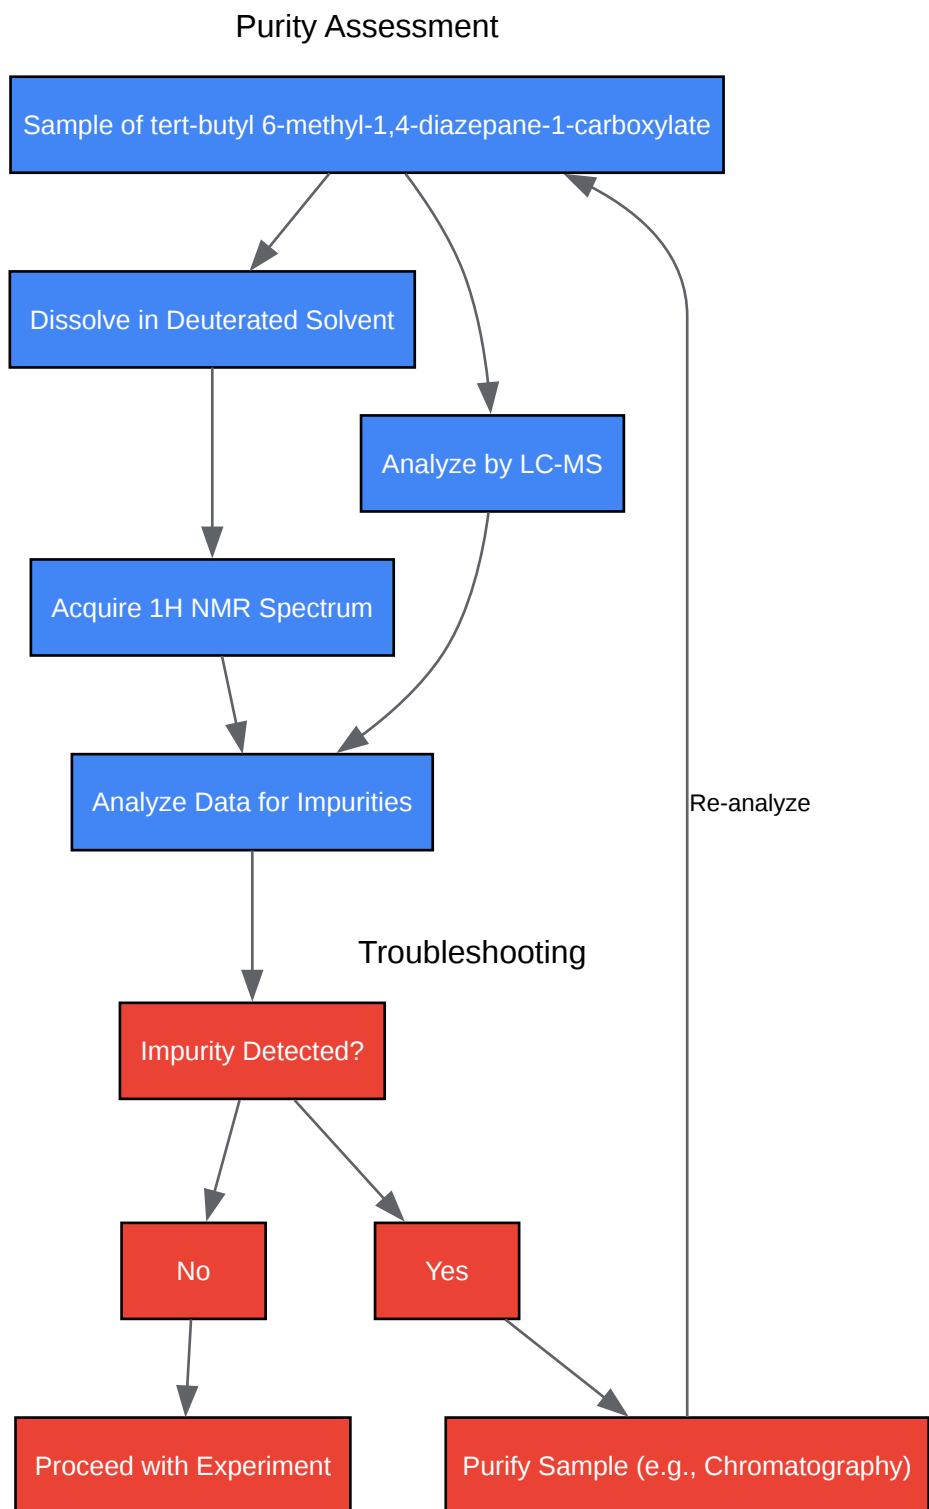 Purity Assessment
Sample of tert-butyl 6-methyl-1,4-diazepane-1-carboxylate
Dissolve in Deuterated Solvent
Analyze by LC-MS
Acquire 1H NMR Spectrum
Analyze Data for Impurities
Re-analyze
Troubleshooting
Impurity Detected?
No
Yes
Proceed with Experiment
Purify Sample (e.g., Chromatography)